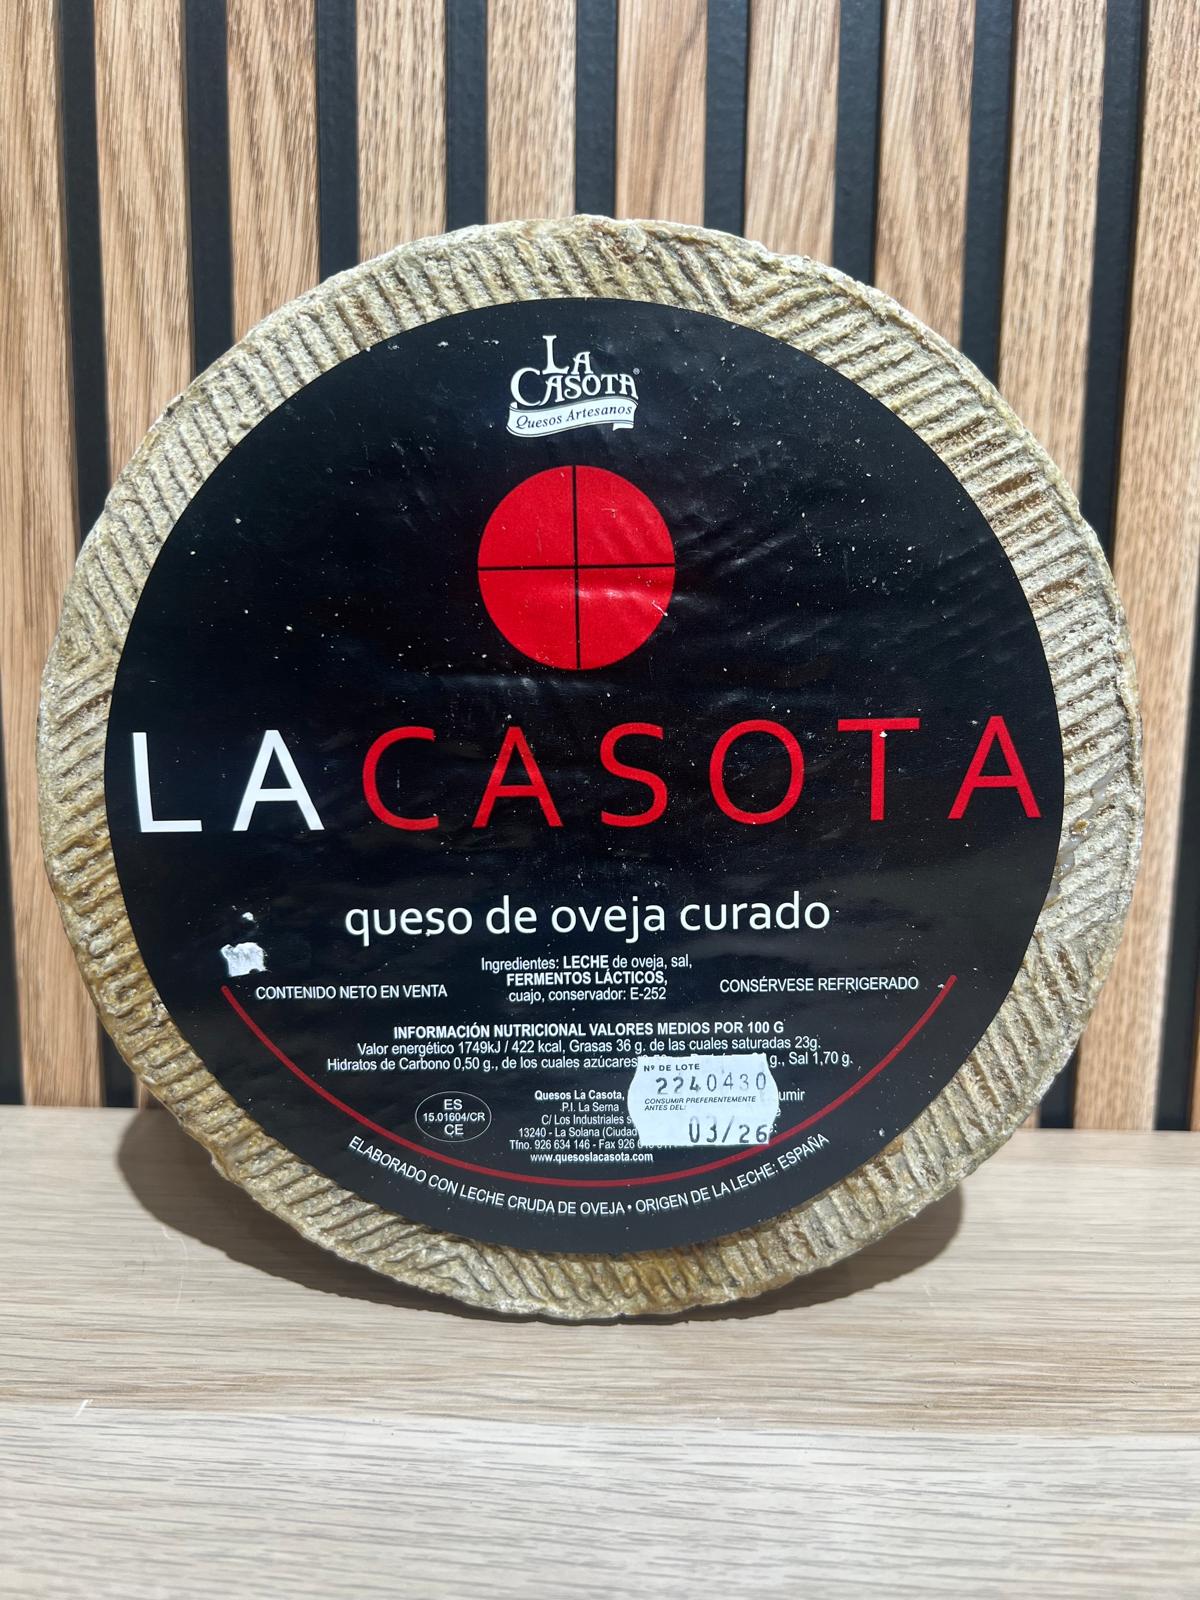 LA
CASOTA®
Quesos Artesanos
LA CASOTA
queso de oveja curado
Ingredientes: LECHE de oveja, sal,
FERMENTOS LÁCTICOS,
cuajo, conservador: E-252
CONTENIDO NETO EN VENTA
CONSÉRVESE REFRIGERADO
INFORMACIÓN NUTRICIONAL VALORES MEDIOS POR 100 G
Valor energético 1749kJ / 422 kcal, Grasas 36 g. de las cuales saturadas 23g.
Hidratos de Carbono 0,50 g., de los cuales azúcares g., Sal 1,70 g.
Nº DE LOTE
2240430
CONSUMIR PREFERENTEMENTE
ANTES DEL:
03/26
ES
15.01604/CR
CE
Quesos La Casota,
P.I. La Serna
C/ Los Industriales
13240 - La Solana (Ciudad
Tfno. 926 634 146 - Fax 926
www.quesoslacasota.com
ELABORADO CON LECHE CRUDA DE OVEJA • ORIGEN DE LA LECHE: ESPAÑA